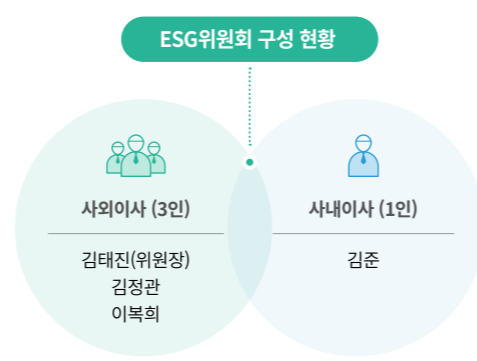 ESG위원회 구성 현황
사외이사 (3인)
김태진(위원장)
김정관
이복희
사내이사 (1인)
김준